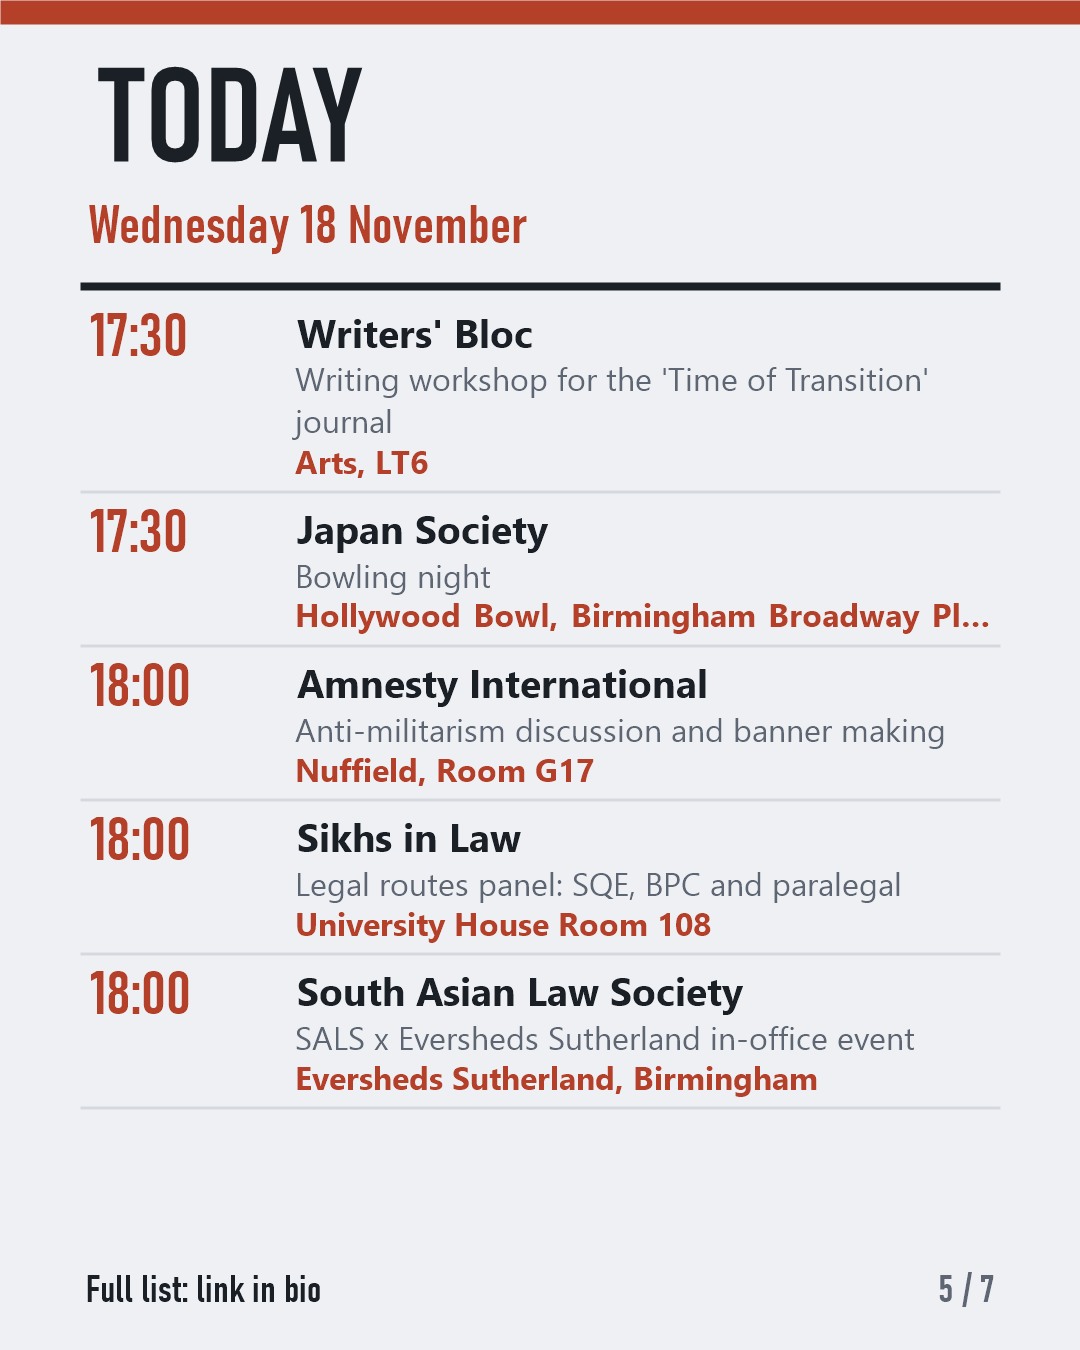 TODAY
Wednesday 18 November
17:30
Writers' Bloc
Writing workshop for the 'Time of Transition'
journal
Arts, LT6
17:30
Japan Society
Bowling night
Hollywood Bowl, Birmingham Broadway Pl...
18:00
Amnesty International
Anti-militarism discussion and banner making
Nuffield, Room G17
18:00
Sikhs in Law
Legal routes panel: SQE, BPC and paralegal
University House Room 108
18:00
South Asian Law Society
SALS x Eversheds Sutherland in-office event
Eversheds Sutherland, Birmingham
Full list: link in bio
5 / 7